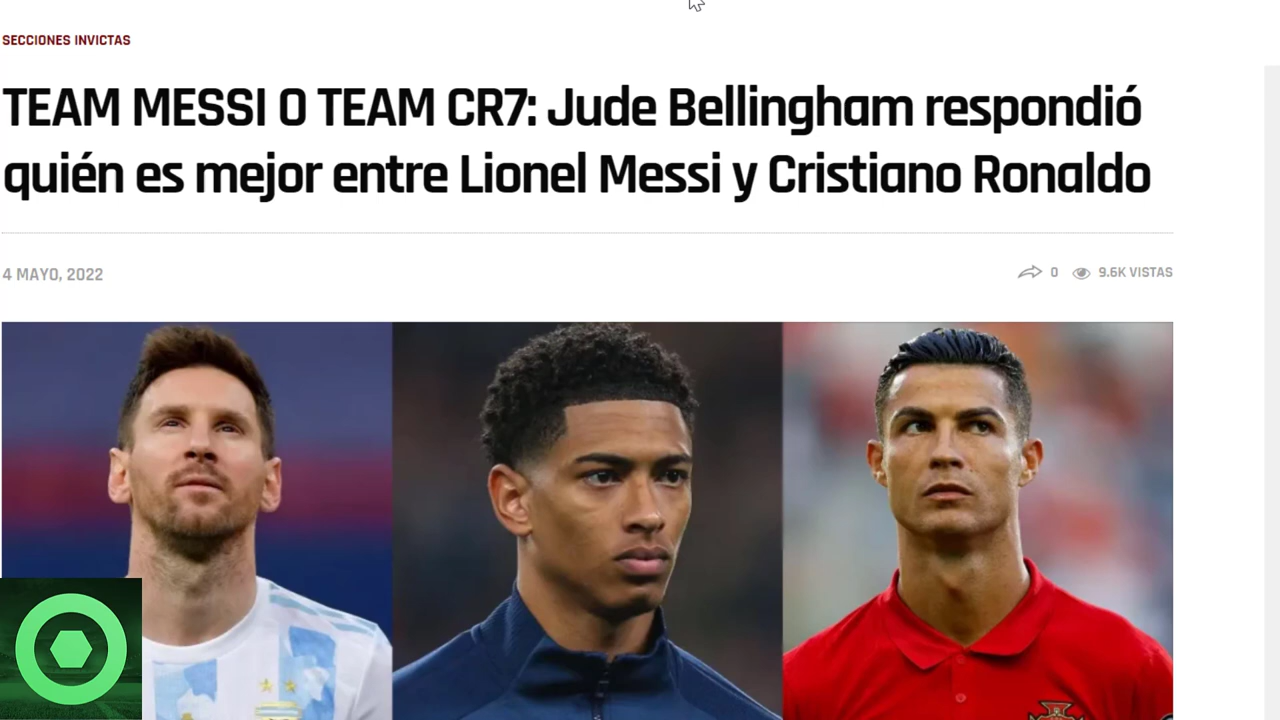 SECCIONES INVICTAS
TEAM MESSI O TEAM CR7: Jude Bellingham respondió
quién es mejor entre Lionel Messi y Cristiano Ronaldo
4 MAYO, 2022
0 9.6K VISTAS